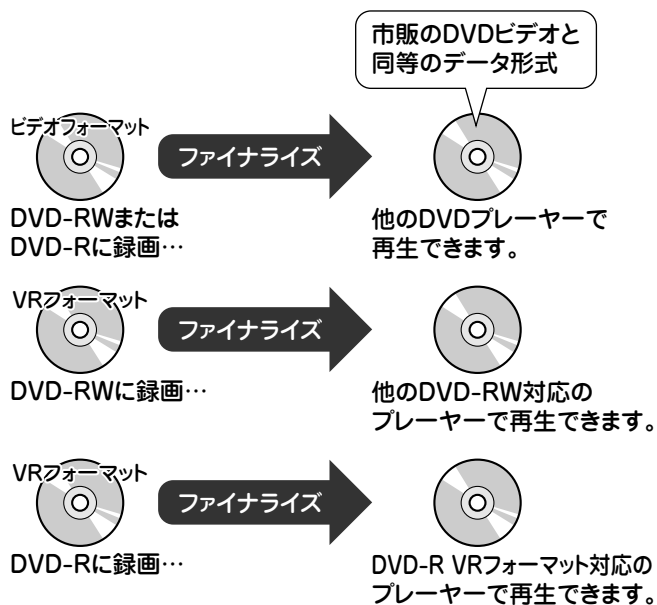 市販のDVDビデオと
同等のデータ形式
ビデオフォーマット
ファイナライズ
DVD-RWまたは
DVD-Rに録画…
他のDVDプレーヤーで
再生できます。
VRフォーマット
ファイナライズ
DVD-RWに録画…
他のDVD-RW対応の
プレーヤーで再生できます。
VRフォーマット
ファイナライズ
DVD-Rに録画…
DVD-R VRフォーマット対応の
プレーヤーで再生できます。